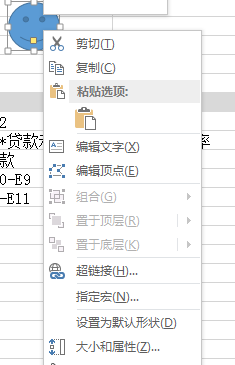 剪切(T)
复制(C)
粘贴选项:
2
编辑文字(X)
*贷款
率
款
编辑顶点(E)
0-E9
组合(G)
-E11
置于顶层(R)
置于底层(K)
超链接(H)...
指定宏(N)...
设置为默认形状(D)
大小和属性(Z)...